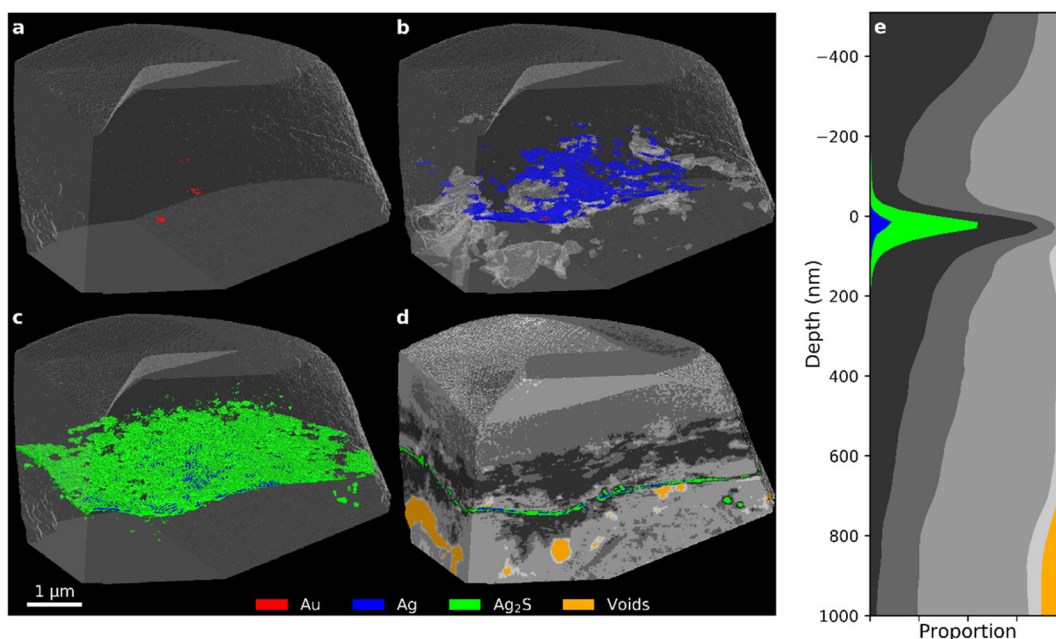 a
b
c
d
1 μm
Au
Ag
Ag₂S
Voids
e
Depth (nm)
−400
−200
0
200
400
600
800
1000
Proportion